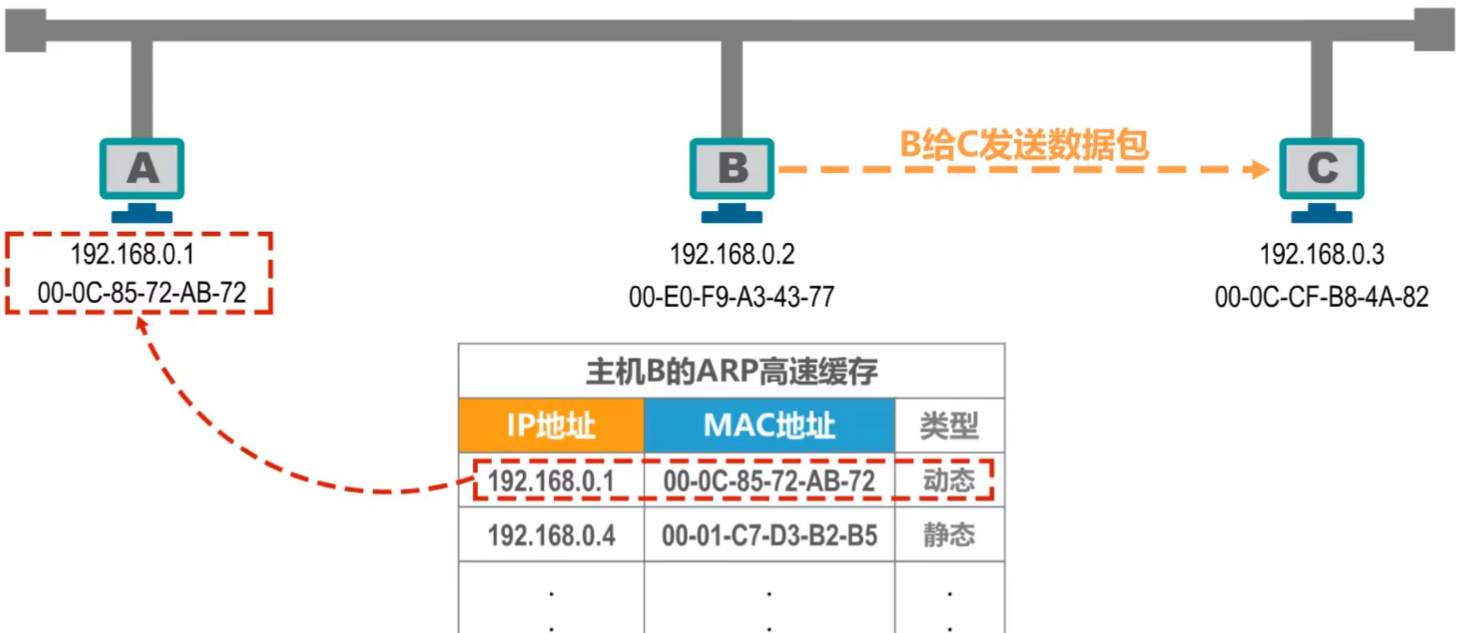 A
B
B给C发送数据包
C
192.168.0.1
00-0C-85-72-AB-72
192.168.0.2
00-E0-F9-A3-43-77
192.168.0.3
00-0C-CF-B8-4A-82
主机B的ARP高速缓存
IP地址 MAC地址 类型
192.168.0.1 00-0C-85-72-AB-72 动态
192.168.0.4 00-01-C7-D3-B2-B5 静态
. . .
. . .